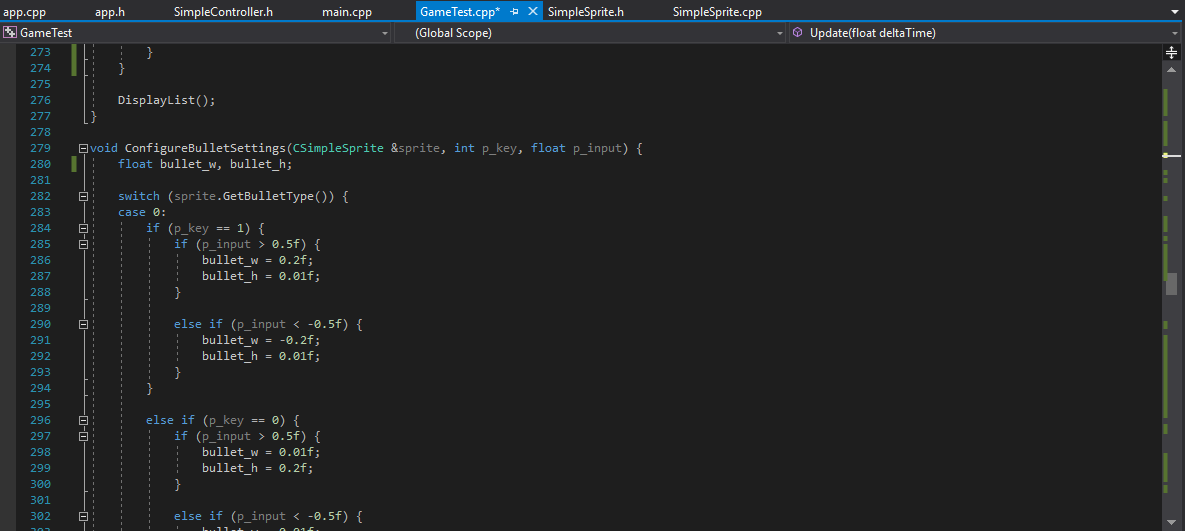 app.cpp app.h SimpleController.h main.cpp GameTest.cpp* SimpleSprite.h SimpleSprite.cpp
GameTest (Global Scope) Update(float deltaTime)
273 }
274 }
275
276 DisplayList();
277 }
278
279 void ConfigureBulletSettings(CSimpleSprite &sprite, int p_key, float p_input) {
280 float bullet_w, bullet_h;
281
282 switch (sprite.GetBulletType()) {
283 case 0:
284 if (p_key == 1) {
285 if (p_input > 0.5f) {
286 bullet_w = 0.2f;
287 bullet_h = 0.01f;
288 }
289
290 else if (p_input < -0.5f) {
291 bullet_w = -0.2f;
292 bullet_h = 0.01f;
293 }
294 }
295
296 else if (p_key == 0) {
297 if (p_input > 0.5f) {
298 bullet_w = 0.01f;
299 bullet_h = 0.2f;
300 }
301
302 else if (p_input < -0.5f) {